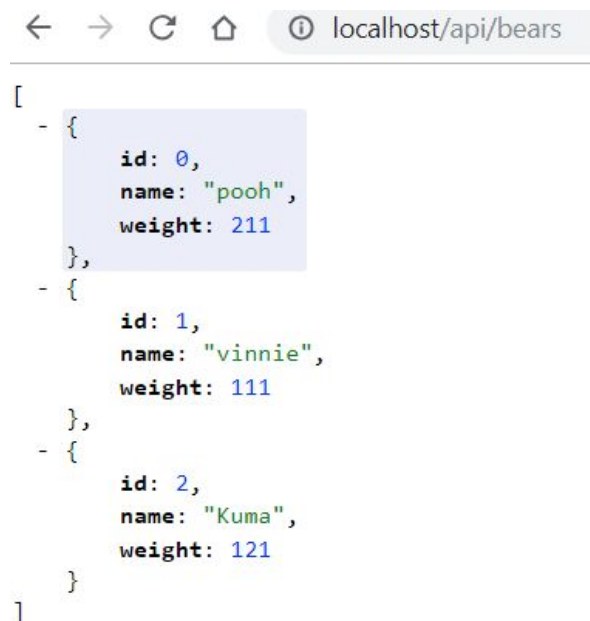 localhost/api/bears
[
- {
id: 0,
name: "pooh",
weight: 211
},
- {
id: 1,
name: "vinnie",
weight: 111
},
- {
id: 2,
name: "Kuma",
weight: 121
}
]